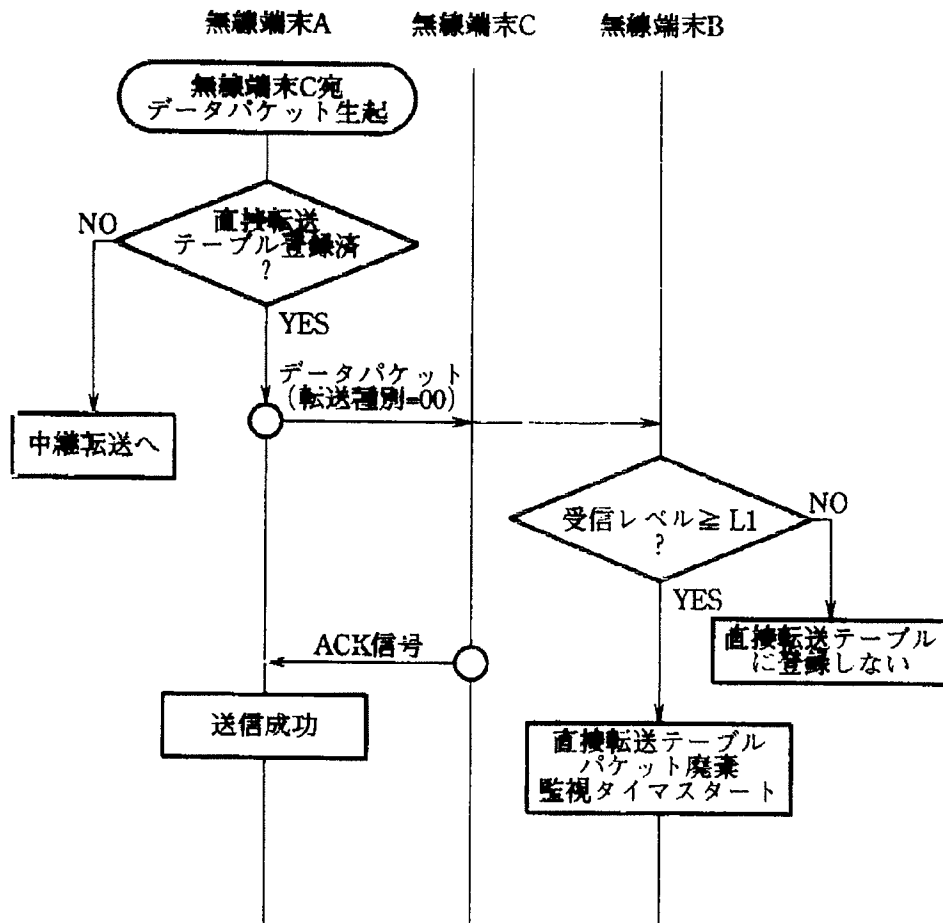 無線端末A
無線端末C
無線端末B
無線端末C宛
データパケット生起
直接転送
テーブル登録済
?
NO
YES
データパケット
(転送種別=00)
中継転送へ
受信レベル≧L1
?
NO
YES
直接転送テーブル
に登録しない
ACK信号
送信成功
直接転送テーブル
パケット廃棄
監視タイマスタート